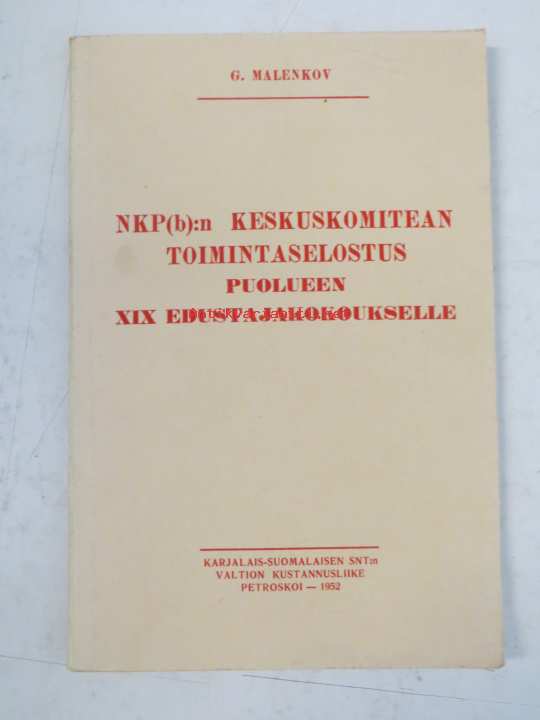 G. MALENKOV
NKP(b):n KESKUSKOMITEAN
TOIMINTASELOSTUS
PUOLUEEN
XIX EDUSTAJAKOKOUKSELLE
KARJALAIS-SUOMALAISEN SNT:n
VALTION KUSTANNUSLIIKE
PETROSKOI — 1952